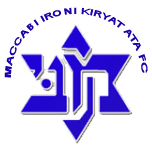 MACCABI IRONI KIRYAT ATA FC
מכבי